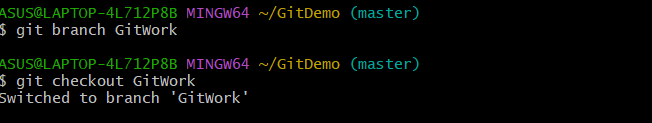 ASUS@LAPTOP-4L712P8B MINGW64 ~/GitDemo (master)
$ git branch GitWork
ASUS@LAPTOP-4L712P8B MINGW64 ~/GitDemo (master)
$ git checkout GitWork
Switched to branch 'GitWork'